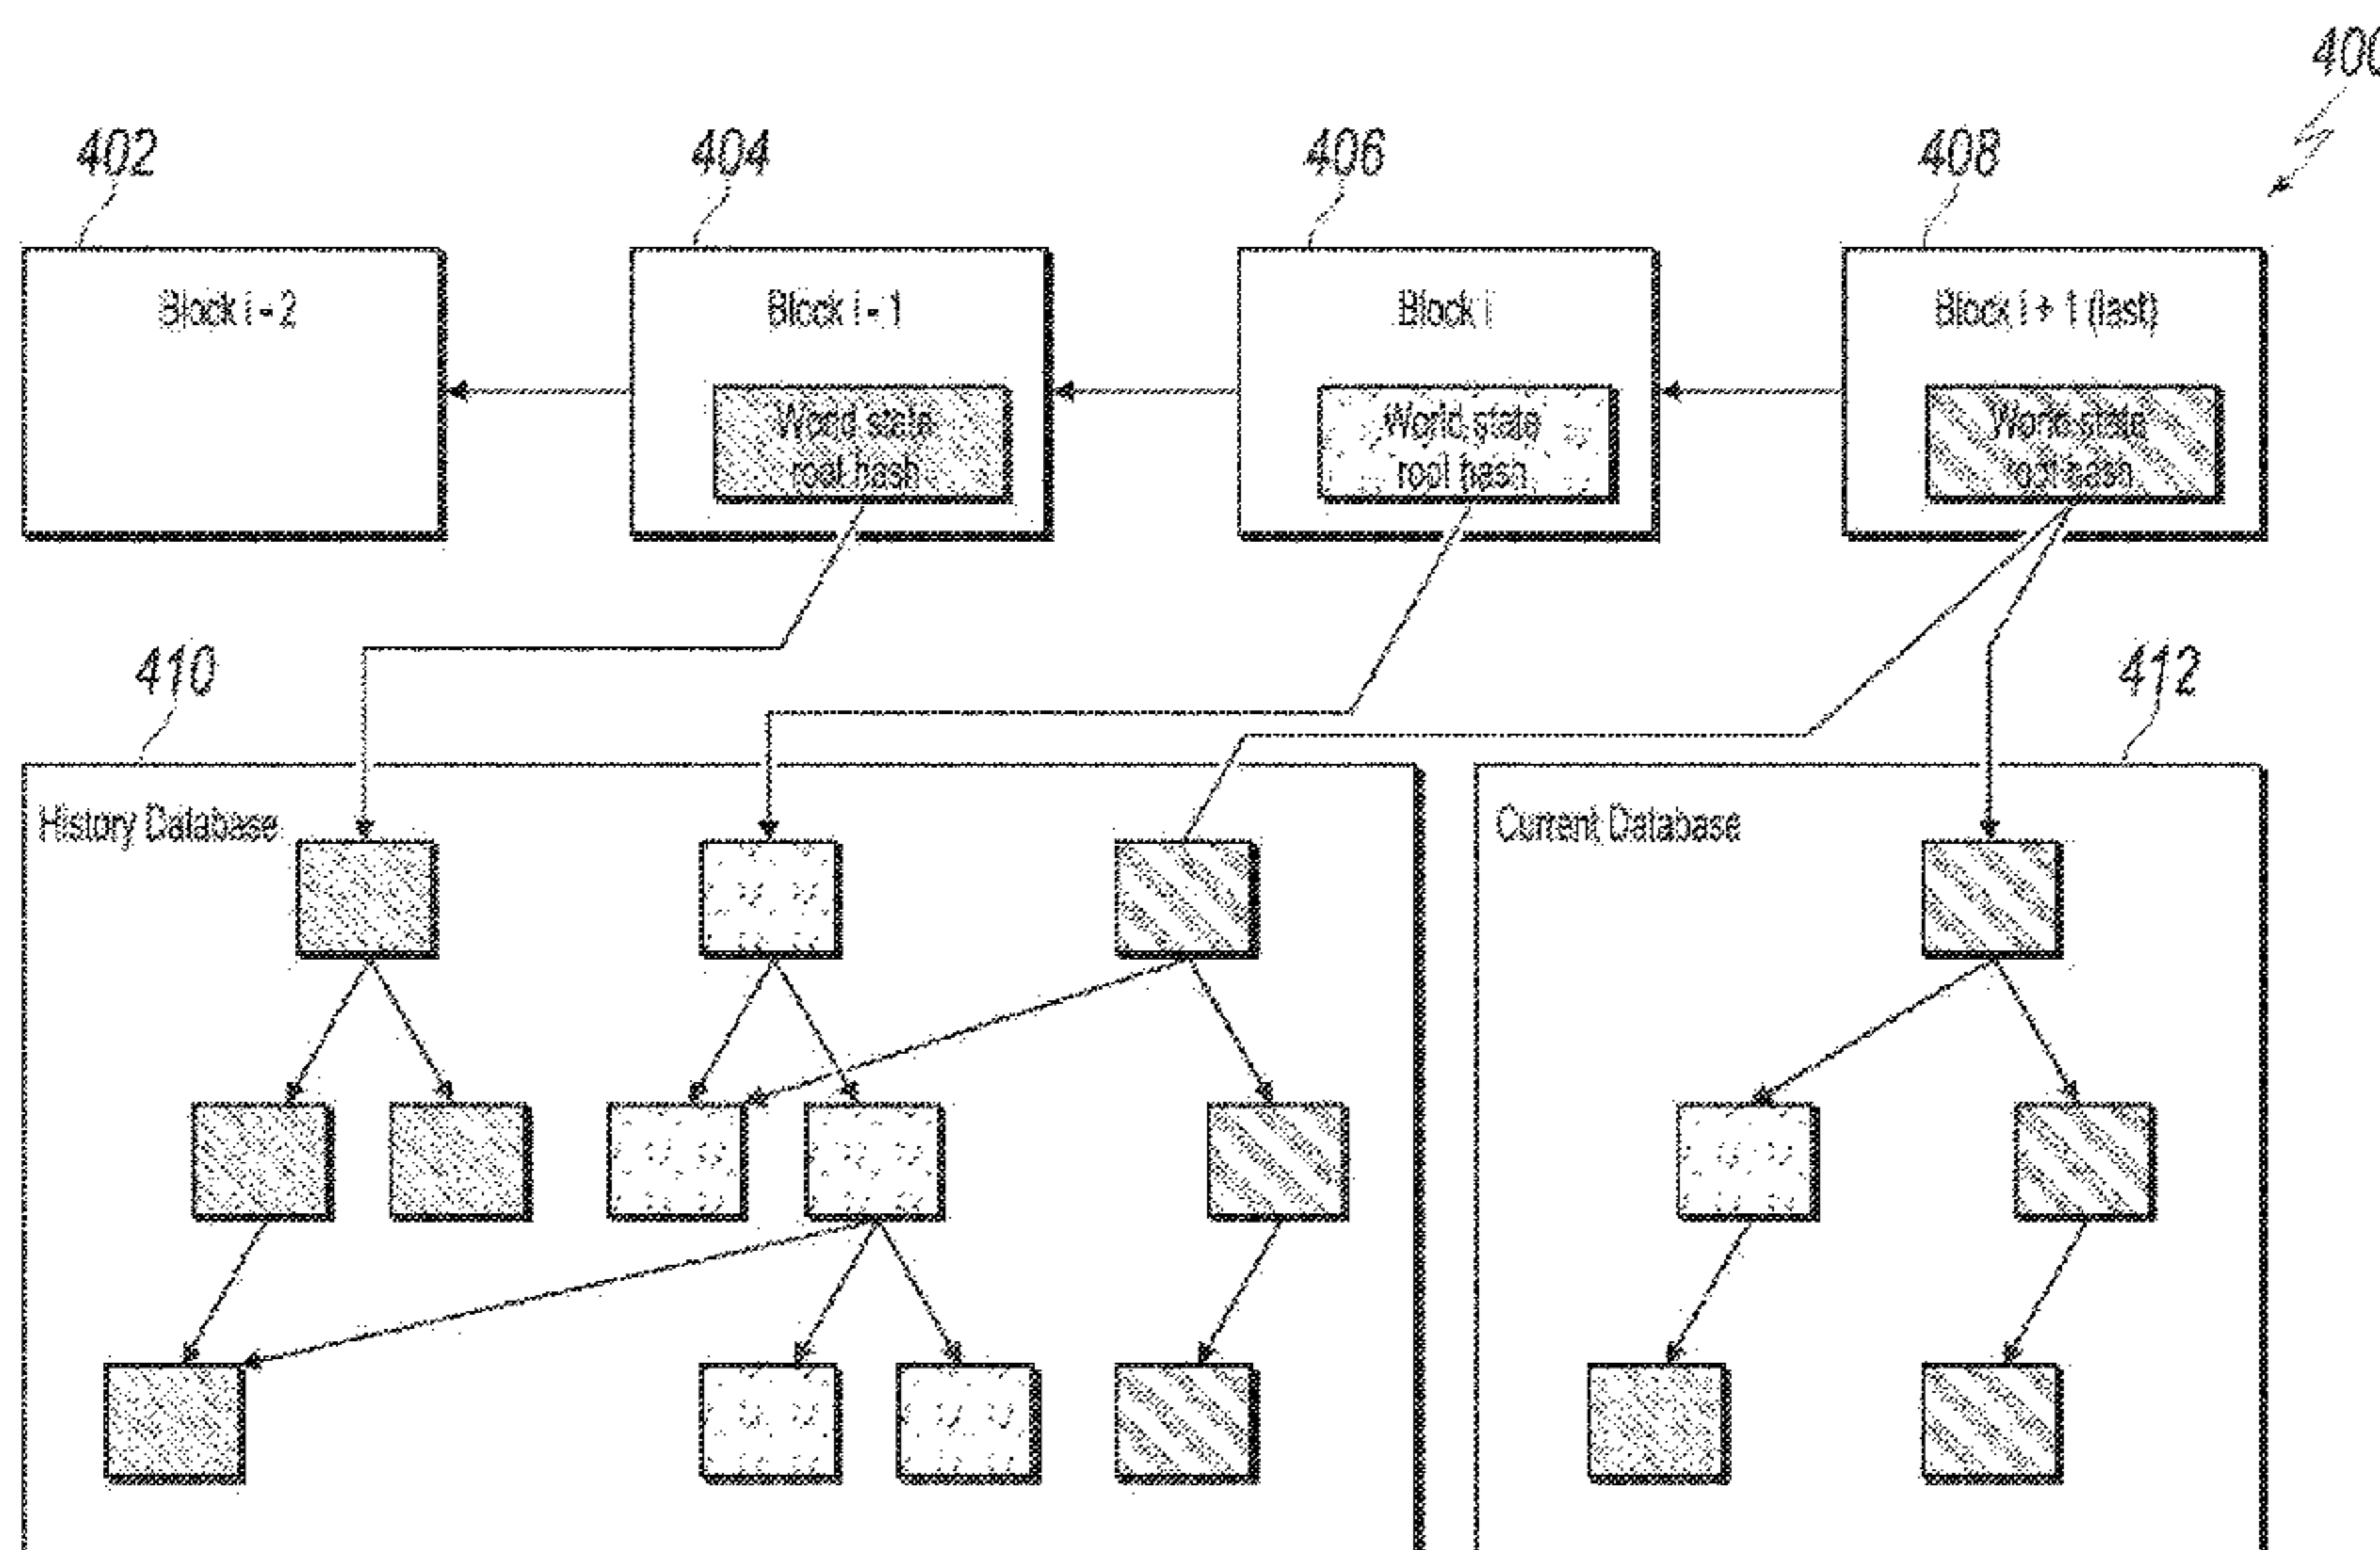 400
402
404
406
408
Block i - 2
Block i - 1
Block i
Block i + 1 (last)
World state
root hash
World state
root hash
World state
root hash
410
412
History Database
Current Database